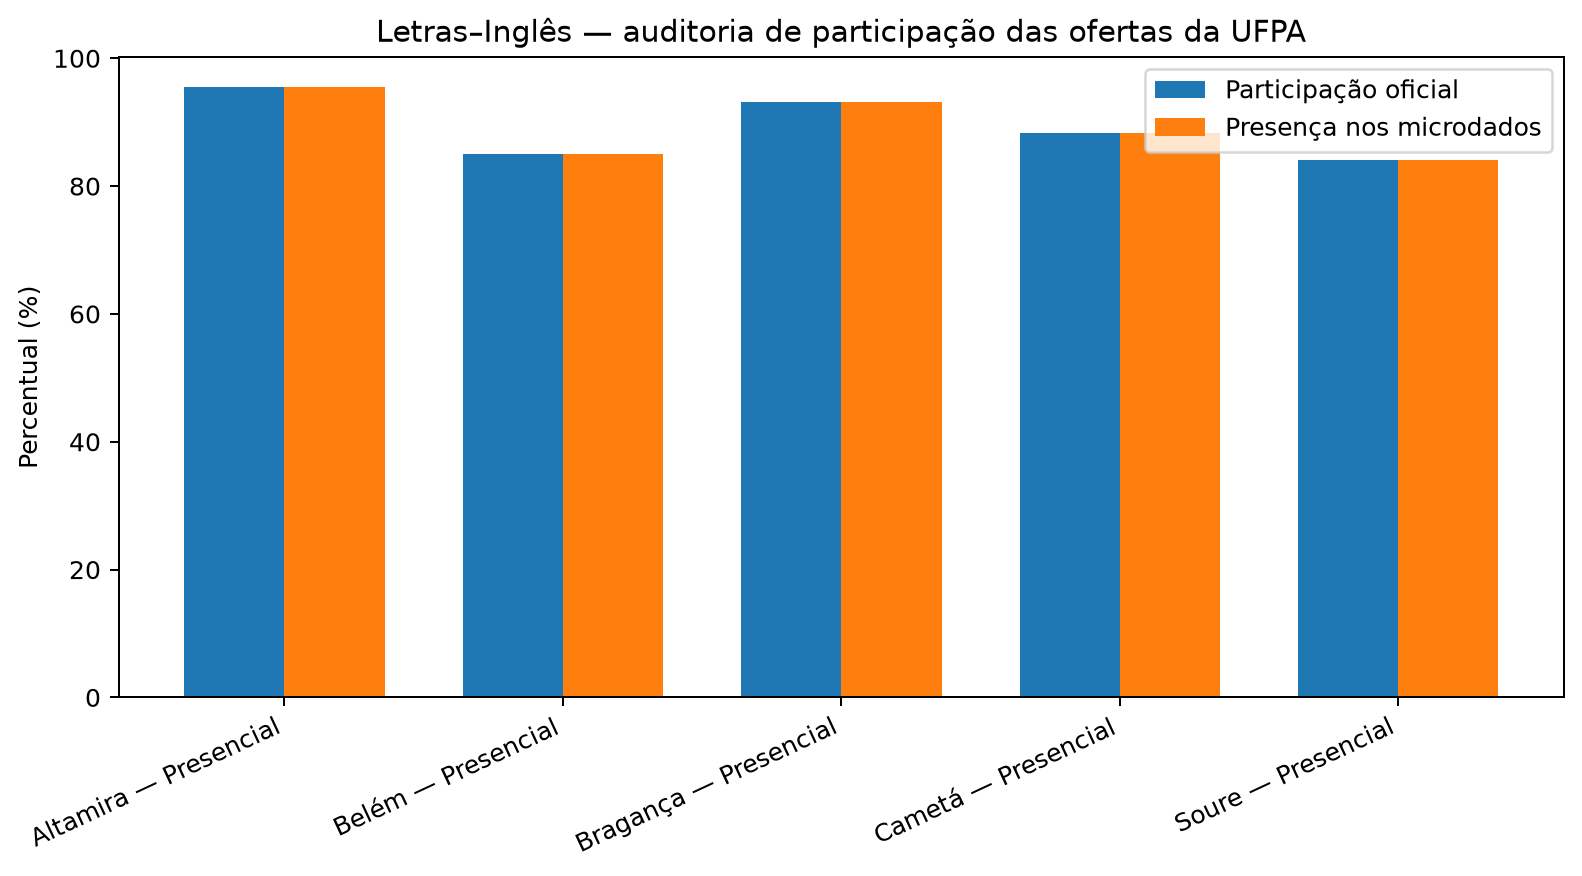 Letras–Inglês — auditoria de participação das ofertas da UFPA
Participação oficial
Presença nos microdados
Percentual (%)
100
80
60
40
20
0
Altamira — Presencial
Belém — Presencial
Bragança — Presencial
Cametá — Presencial
Soure — Presencial